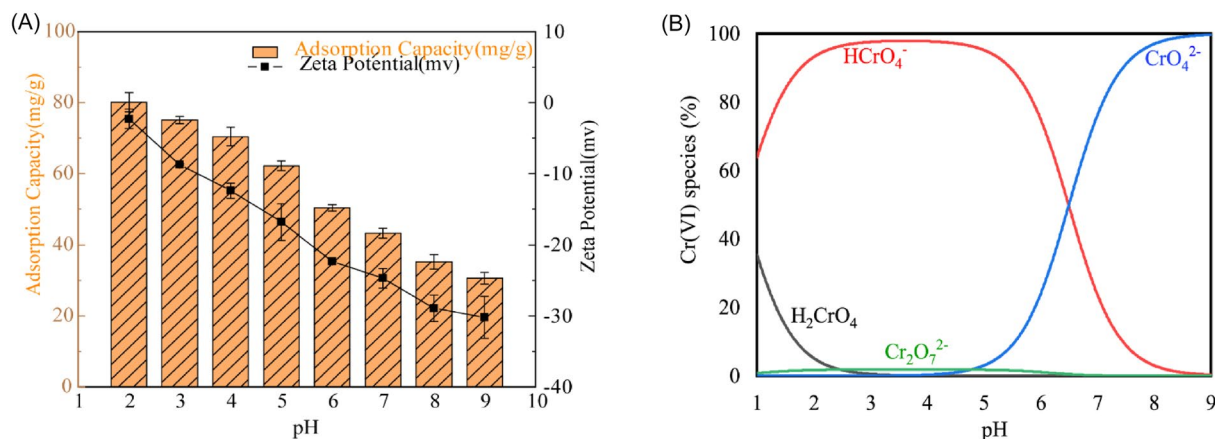 (A)
Adsorption Capacity(mg/g)
Zeta Potential(mv)
100
80
60
40
20
0
Adsorption Capacity(mg/g)
10
0
-10
-20
-30
-40
Zeta Potential(mv)
1 2 3 4 5 6 7 8 9 10
pH
(B)
100
80
60
40
20
0
Cr(VI) species (%)
HCrO₄⁻
CrO₄²⁻
H₂CrO₄
Cr₂O₇²⁻
1 2 3 4 5 6 7 8 9
pH